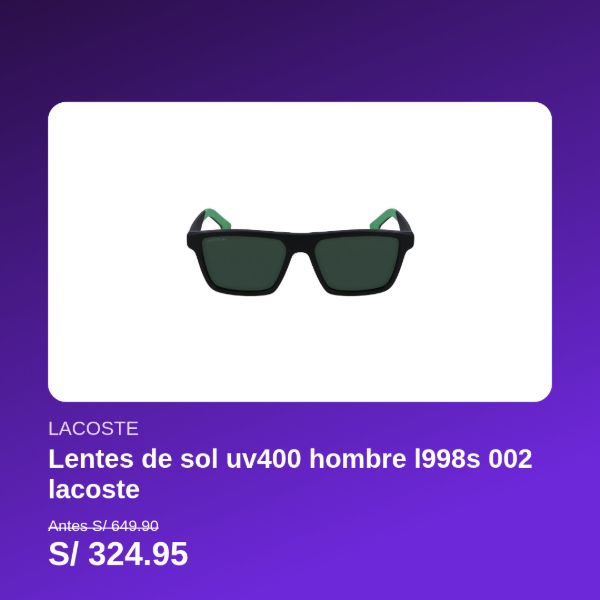 LACOSTE
Lentes de sol uv400 hombre l998s 002
lacoste
Antes S/ 649.90
S/ 324.95